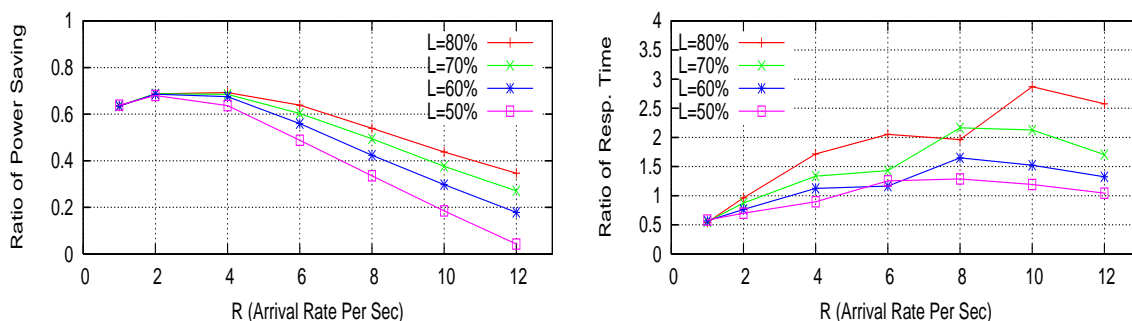 Ratio of Power Saving
1
0.8
0.6
0.4
0.2
0
0 2 4 6 8 10 12
R (Arrival Rate Per Sec)
L=80%
L=70%
L=60%
L=50%
Ratio of Resp. Time
4
3.5
3
2.5
2
1.5
1
0.5
0
0 2 4 6 8 10 12
R (Arrival Rate Per Sec)
L=80%
L=70%
L=60%
L=50%